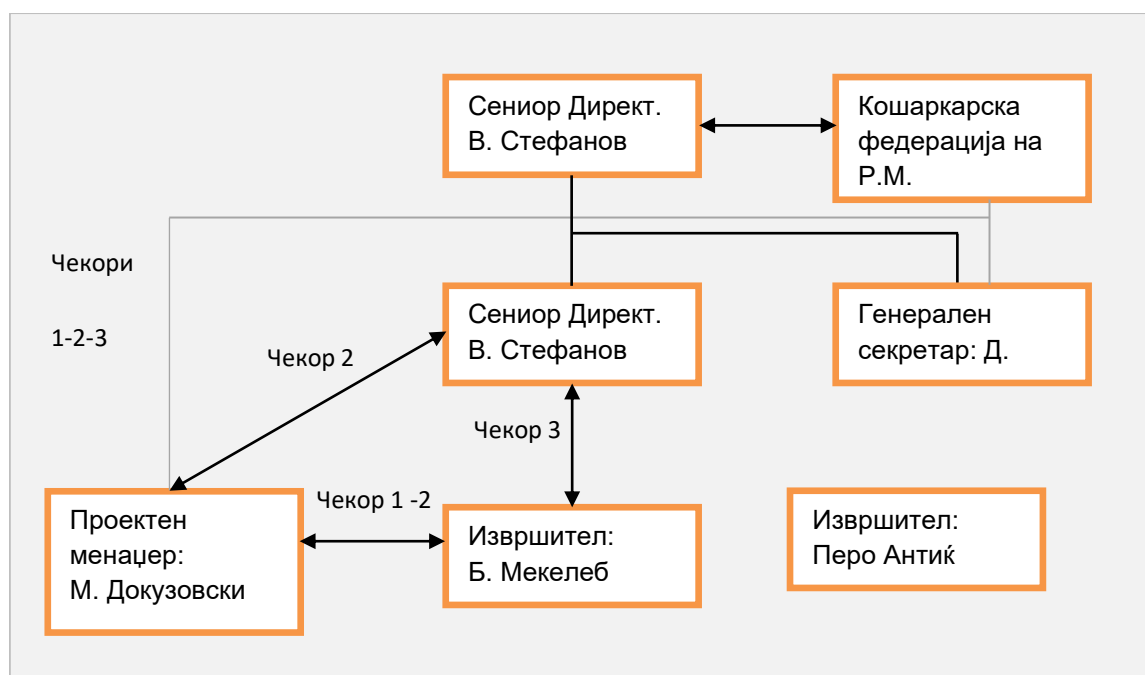 Сениор Директ.
В. Стефанов
Кошаркарска
федерација на
Р.М.
Чекори
1-2-3
Сениор Директ.
В. Стефанов
Генерален
секретар: Д.
Чекор 2
Чекор 3
Чекор 1 -2
Проектен
менаџер:
М. Докузовски
Извршител:
Б. Мекелеб
Извршител:
Перо Антиќ